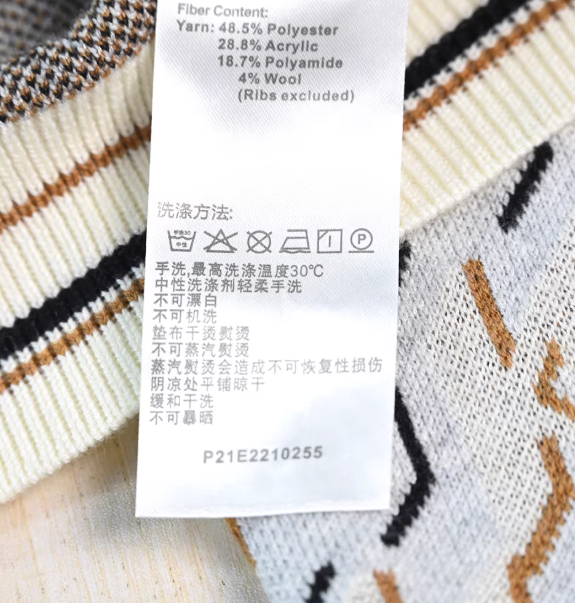 Fiber Content:
Yarn: 48.5% Polyester
28.8% Acrylic
18.7% Polyamide
4% Wool
(Ribs excluded)
洗涤方法:
中性
P
手洗,最高洗涤温度30℃
中性洗涤剂轻柔手洗
不可漂白
不可机洗
垫布干烫熨烫
不可蒸汽熨烫
蒸汽熨烫会造成不可恢复性损伤
阴凉处平铺晾干
缓和干洗
不可暴晒
P21E2210255